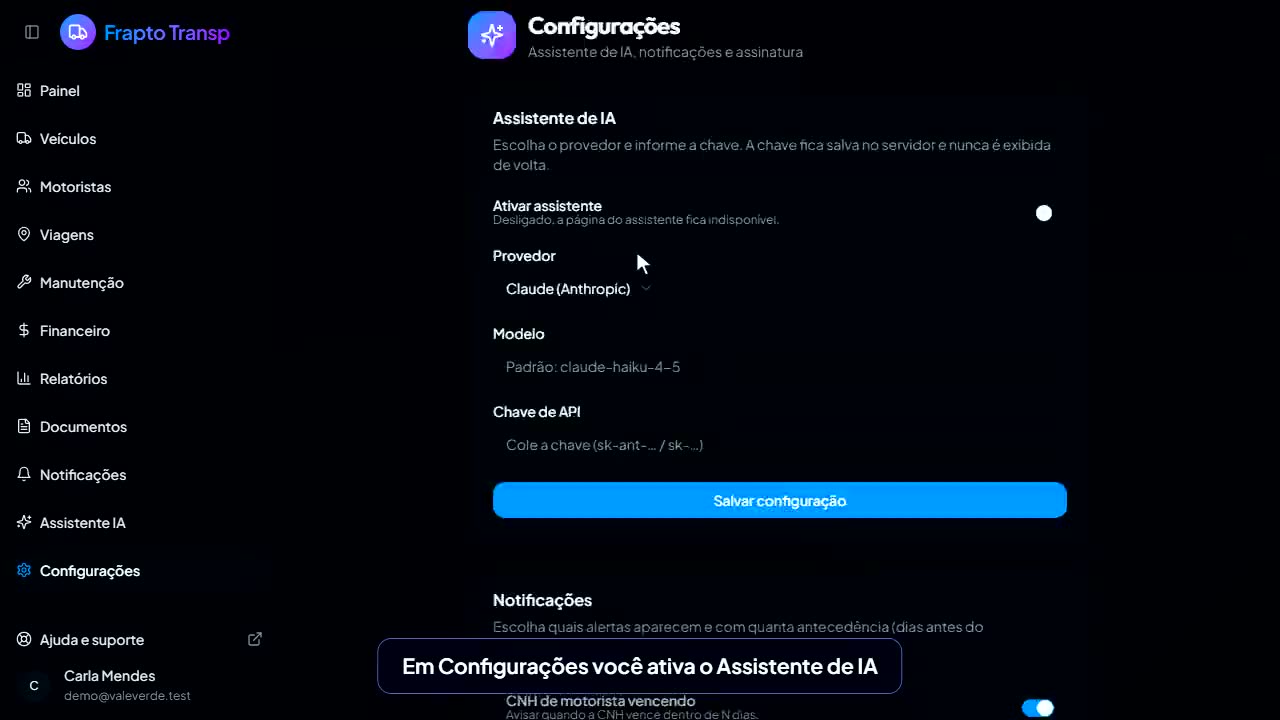 Frapto Transp
Painel
Veículos
Motoristas
Viagens
Manutenção
Financeiro
Relatórios
Documentos
Notificações
Assistente IA
Configurações
Ajuda e suporte
C
Carla Mendes
demo@valeverde.test
Configurações
Assistente de IA, notificações e assinatura
Assistente de IA
Escolha o provedor e informe a chave. A chave fica salva no servidor e nunca é exibida
de volta.
Ativar assistente
Desligado, a página do assistente fica indisponível.
Provedor
Claude (Anthropic)
Modelo
Padrão: claude-haiku-4-5
Chave de API
Cole a chave (sk-ant-… / sk-…)
Salvar configuração
Notificações
Escolha quais alertas aparecem e com quanta antecedência (dias antes do
Em Configurações você ativa o Assistente de IA
CNH de motorista vencendo
Avisar quando a CNH vence dentro de N dias.